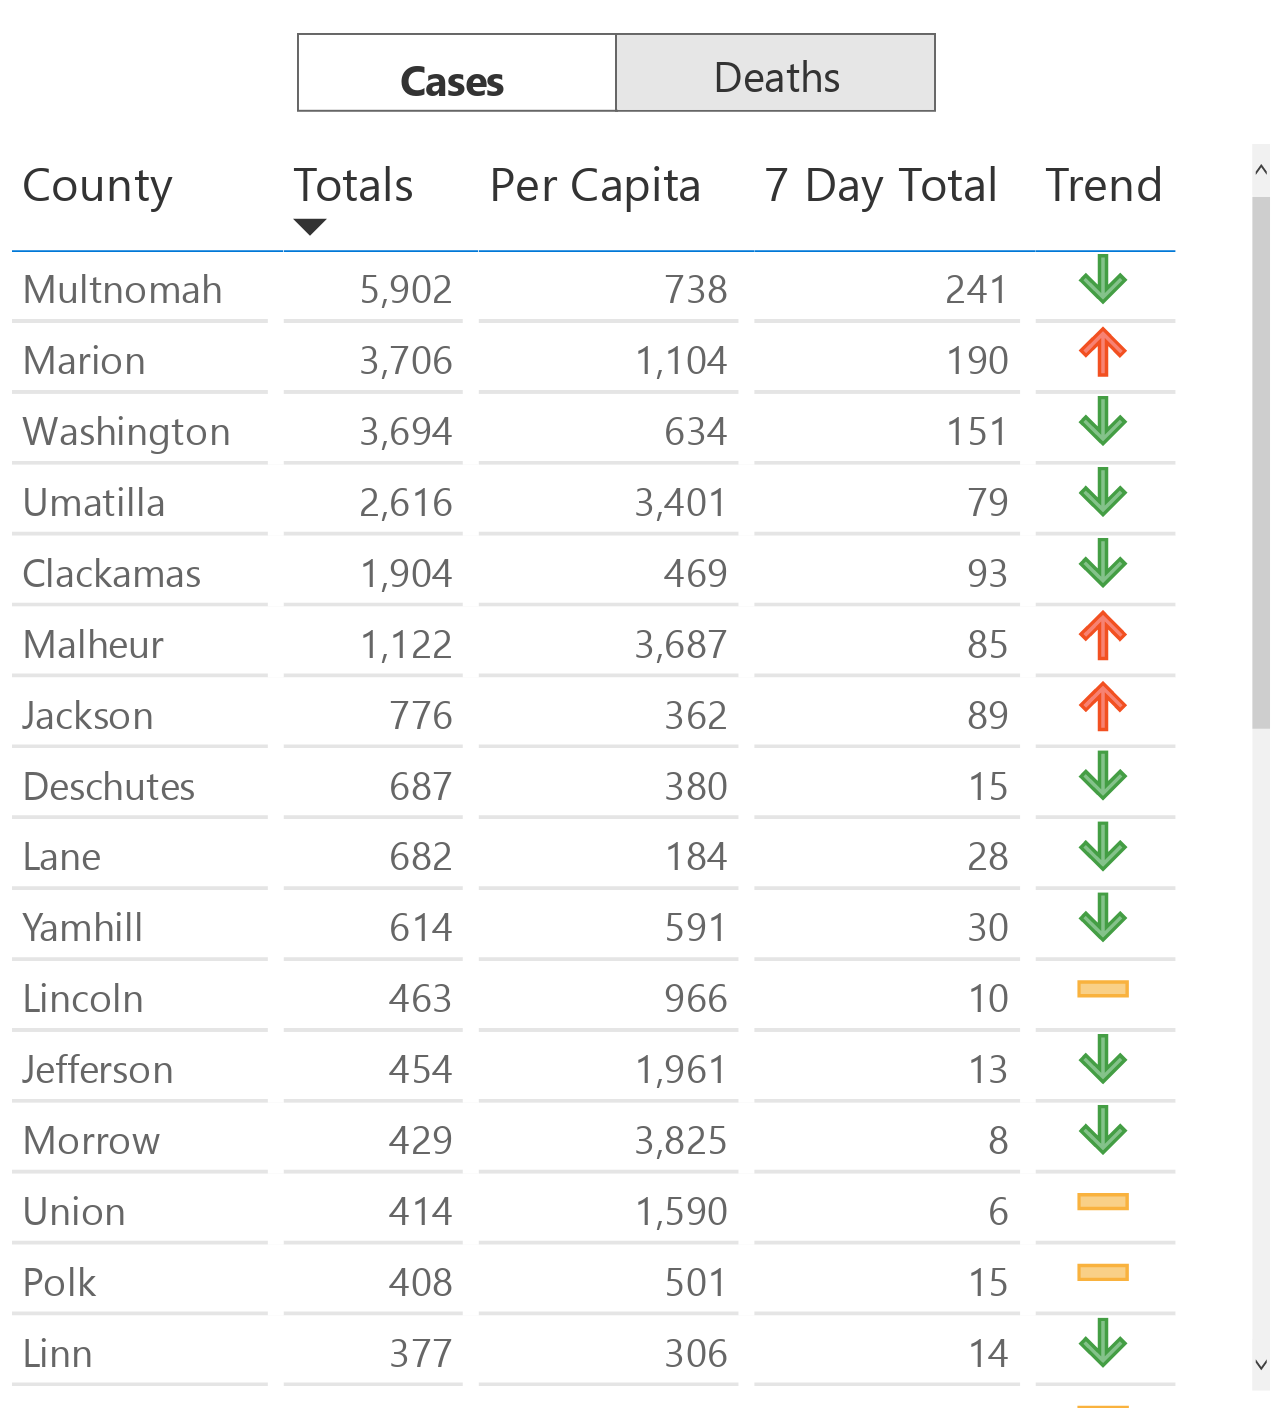 Cases Deaths
County Totals Per Capita 7 Day Total Trend
Multnomah 5,902 738 241
Marion 3,706 1,104 190
Washington 3,694 634 151
Umatilla 2,616 3,401 79
Clackamas 1,904 469 93
Malheur 1,122 3,687 85
Jackson 776 362 89
Deschutes 687 380 15
Lane 682 184 28
Yamhill 614 591 30
Lincoln 463 966 10
Jefferson 454 1,961 13
Morrow 429 3,825 8
Union 414 1,590 6
Polk 408 501 15
Linn 377 306 14